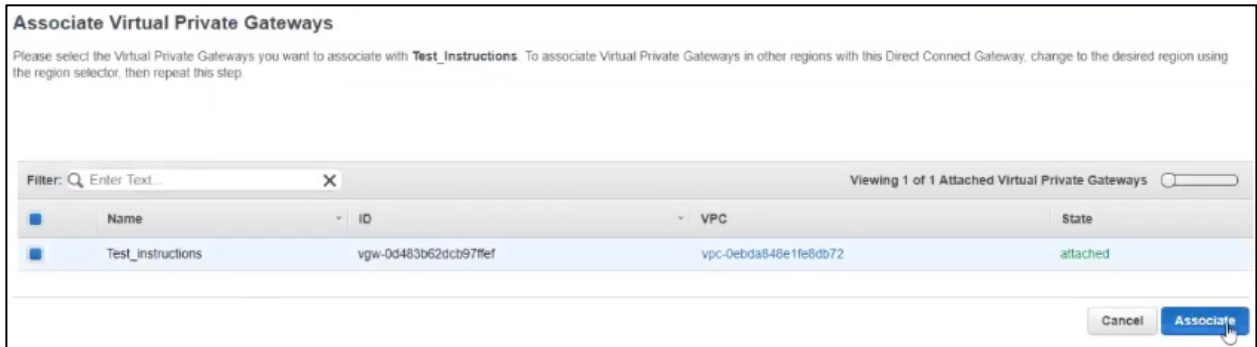 Associate Virtual Private Gateways
Please select the Virtual Private Gateways you want to associate with Test_Instructions. To associate Virtual Private Gateways in other regions with this Direct Connect Gateway, change to the desired region using
the region selector, then repeat this step.
Filter: Enter Text... Viewing 1 of 1 Attached Virtual Private Gateways
Name ID VPC State
Test_instructions vgw-0d483b62dcb97ffef vpc-0ebda848e1fe8db72 attached
Cancel Associate